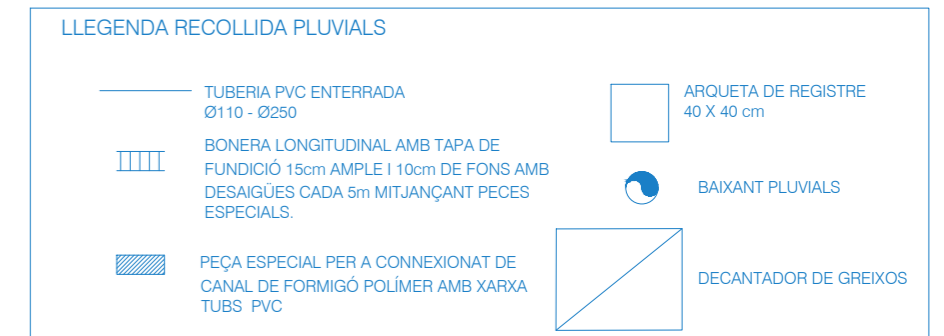 LLEGENDA RECOLLIDA PLUVIALS
TUBERIA PVC ENTERRADA
Ø110 - Ø250
BONERA LONGITUDINAL AMB TAPA DE
FUNDICIÓ 15cm AMPLE I 10cm DE FONS AMB
DESAIGÜES CADA 5m MITJANÇANT PECES
ESPECIALS.
PEÇA ESPECIAL PER A CONNEXIONAT DE
CANAL DE FORMIGÓ POLÍMER AMB XARXA
TUBS PVC
ARQUETA DE REGISTRE
40 X 40 cm
BAIXANT PLUVIALS
DECANTADOR DE GREIXOS